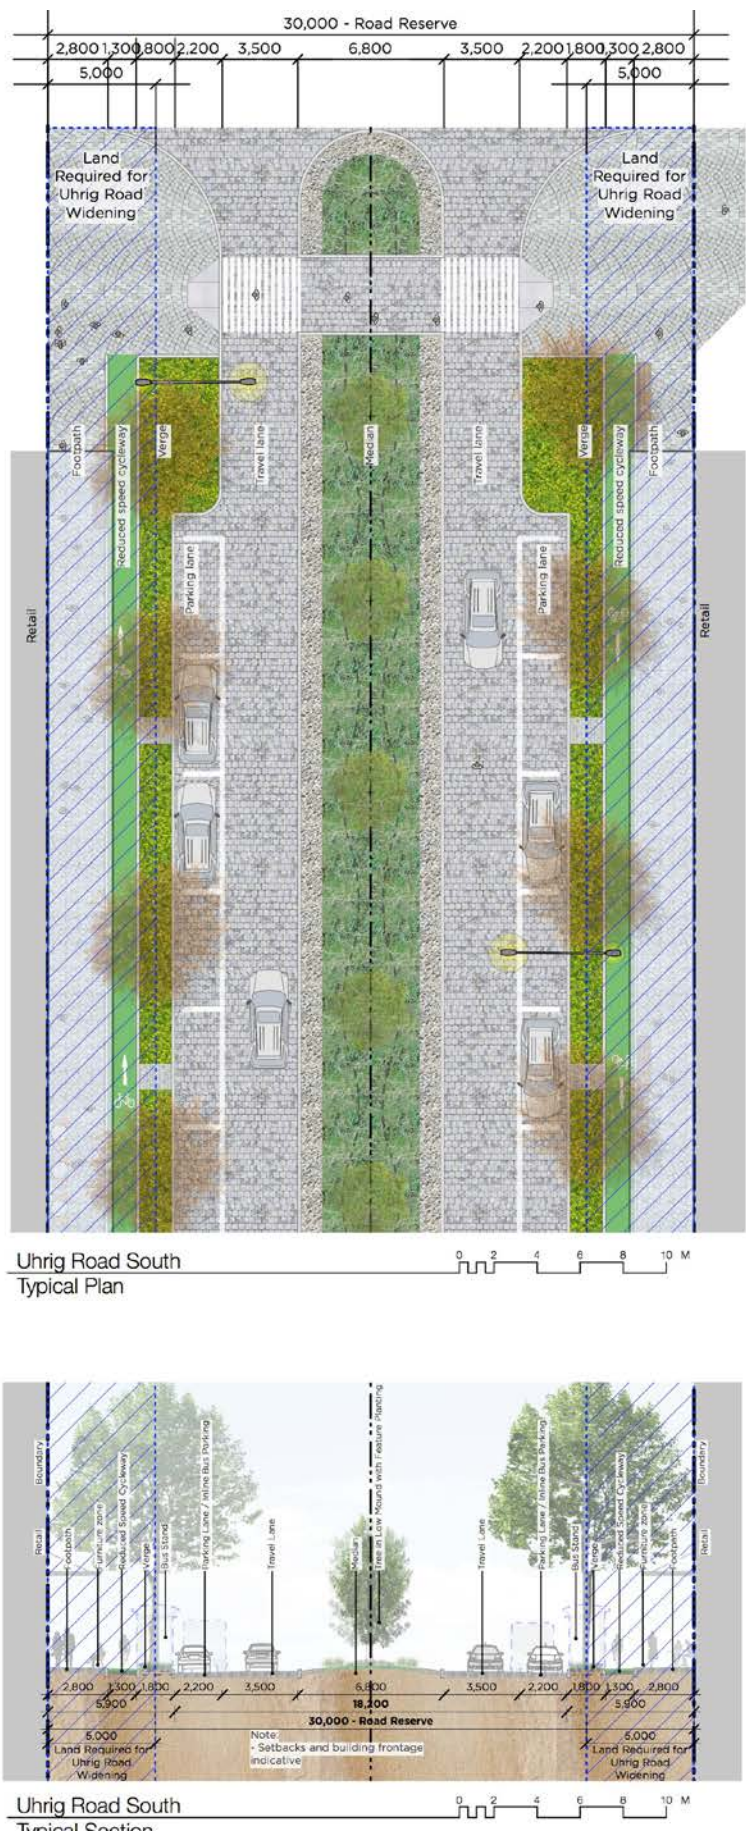 30,000 - Road Reserve
2,800 1,300 1,800 2,200 3,500 6,800 3,500 2,200 1,800 1,300 2,800
5,000 5,000
Land
Required for
Uhrig Road
Widening
Land
Required for
Uhrig Road
Widening
Footpath
Reduced speed cycleway
Verge
Travel lane
Median
Travel lane
Verge
Reduced speed cycleway
Footpath
Parking lane
Parking lane
Retail
Retail
Uhrig Road South
0 2 4 6 8 10 M
Typical Plan
Boundary
Retail
Footpath
Furniture zone
Reduced Speed Cycleway
Verge
Bus Stand
Parking Lane / Inline Bus Parking
Travel Lane
Median
Tree in Low Mound with Feature Planting
Travel Lane
Parking Lane / Inline Bus Parking
Bus Stand
Verge
Reduced Speed Cycleway
Furniture zone
Footpath
Boundary
Retail
2,800 1,300 1,800 2,200 3,500 6,800 3,500 2,200 1,800 1,300 2,800
5,900 18,200 5,900
30,000 - Road Reserve
5,000 5,000
Note:
- Setbacks and building frontage
indicative
Land Required for
Uhrig Road
Widening
Land Required for
Uhrig Road
Widening
Uhrig Road South
0 2 4 6 8 10 M
Typical Section